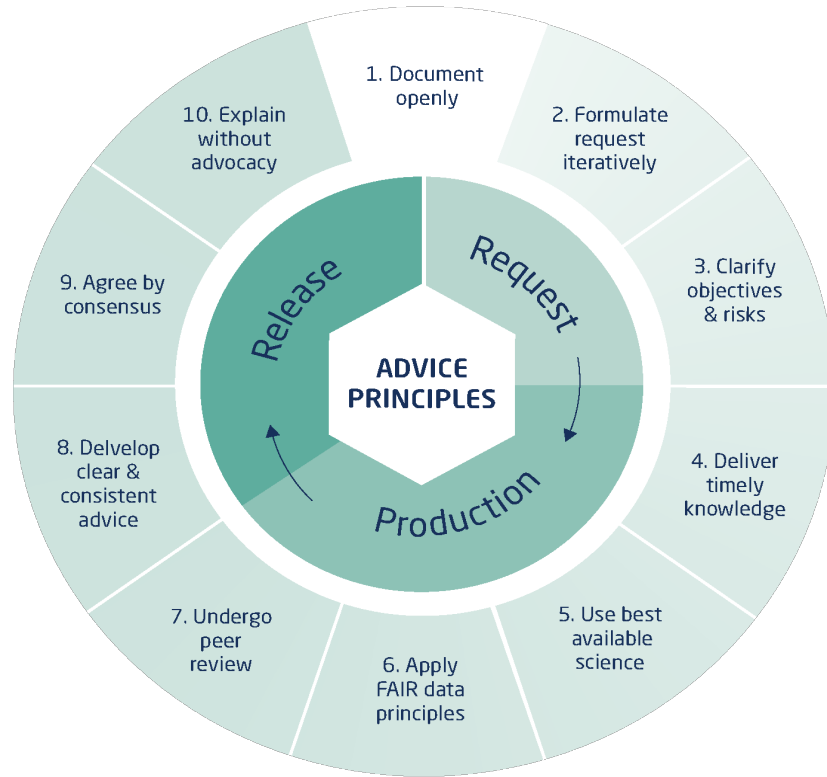 1. Document
openly
2. Formulate
request
iteratively
3. Clarify
objectives
& risks
4. Deliver
timely
knowledge
5. Use best
available
science
6. Apply
FAIR data
principles
7. Undergo
peer
review
8. Delvelop
clear &
consistent
advice
9. Agree by
consensus
10. Explain
without
advocacy
Request
Production
Release
ADVICE
PRINCIPLES